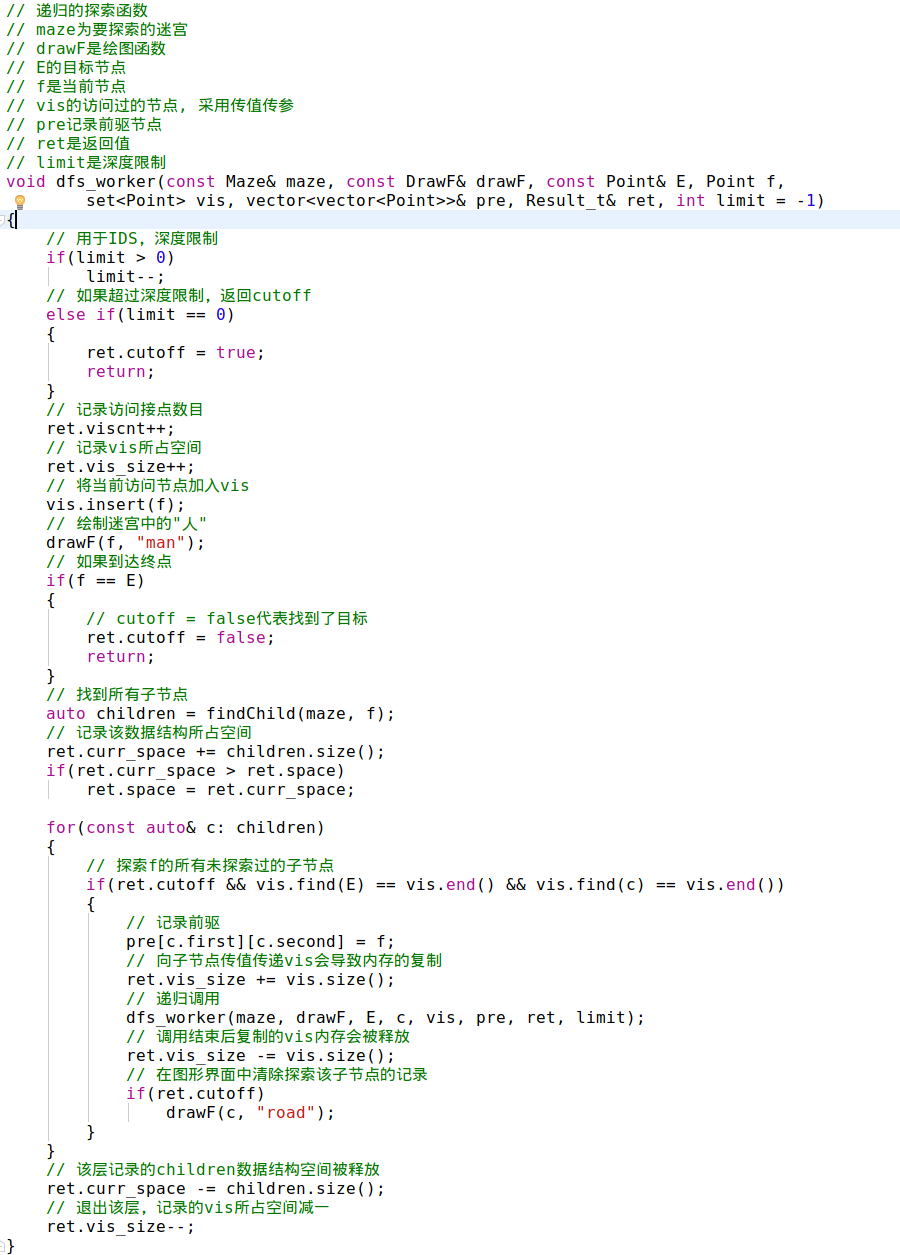 // 递归的探索函数
// maze为要探索的迷宫
// drawF是绘图函数
// E的目标节点
// f是当前节点
// vis的访问过的节点, 采用传值传参
// pre记录前驱节点
// ret是返回值
// limit是深度限制
void dfs_worker(const Maze& maze, const DrawF& drawF, const Point& E, Point f,
        set<Point> vis, vector<vector<Point>>& pre, Result_t& ret, int limit = -1)
{
    // 用于IDS, 深度限制
    if(limit > 0)
        limit--;
    // 如果超过深度限制, 返回cutoff
    else if(limit == 0)
    {
        ret.cutoff = true;
        return;
    }
    // 记录访问接点数目
    ret.viscnt++;
    // 记录vis所占空间
    ret.vis_size++;
    // 将当前访问节点加入vis
    vis.insert(f);
    // 绘制迷宫中的"人"
    drawF(f, "man");
    // 如果到达终点
    if(f == E)
    {
        // cutoff = false代表找到了目标
        ret.cutoff = false;
        return;
    }
    // 找到所有子节点
    auto children = findChild(maze, f);
    // 记录该数据结构所占空间
    ret.curr_space += children.size();
    if(ret.curr_space > ret.space)
        ret.space = ret.curr_space;

    for(const auto& c: children)
    {
        // 探索f的所有未探索过的子节点
        if(ret.cutoff && vis.find(E) == vis.end() && vis.find(c) == vis.end())
        {
            // 记录前驱
            pre[c.first][c.second] = f;
            // 向子节点传值传递vis会导致内存的复制
            ret.vis_size += vis.size();
            // 递归调用
            dfs_worker(maze, drawF, E, c, vis, pre, ret, limit);
            // 调用结束后复制的vis内存会被释放
            ret.vis_size -= vis.size();
            // 在图形界面中清除探索该子节点的记录
            if(ret.cutoff)
                drawF(c, "road");
        }
    }
    // 该层记录的children数据结构空间被释放
    ret.curr_space -= children.size();
    // 退出该层, 记录的vis所占空间减一
    ret.vis_size--;
}